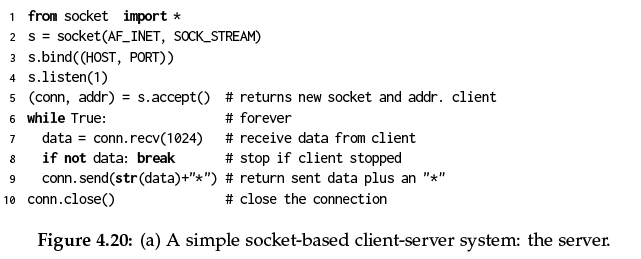 1 from socket import *
2 s = socket(AF_INET, SOCK_STREAM)
3 s.bind((HOST, PORT))
4 s.listen(1)
5 (conn, addr) = s.accept() # returns new socket and addr. client
6 while True: # forever
7 data = conn.recv(1024) # receive data from client
8 if not data: break # stop if client stopped
9 conn.send(str(data)+"*") # return sent data plus an "*"
10 conn.close() # close the connection
Figure 4.20: (a) A simple socket-based client-server system: the server.